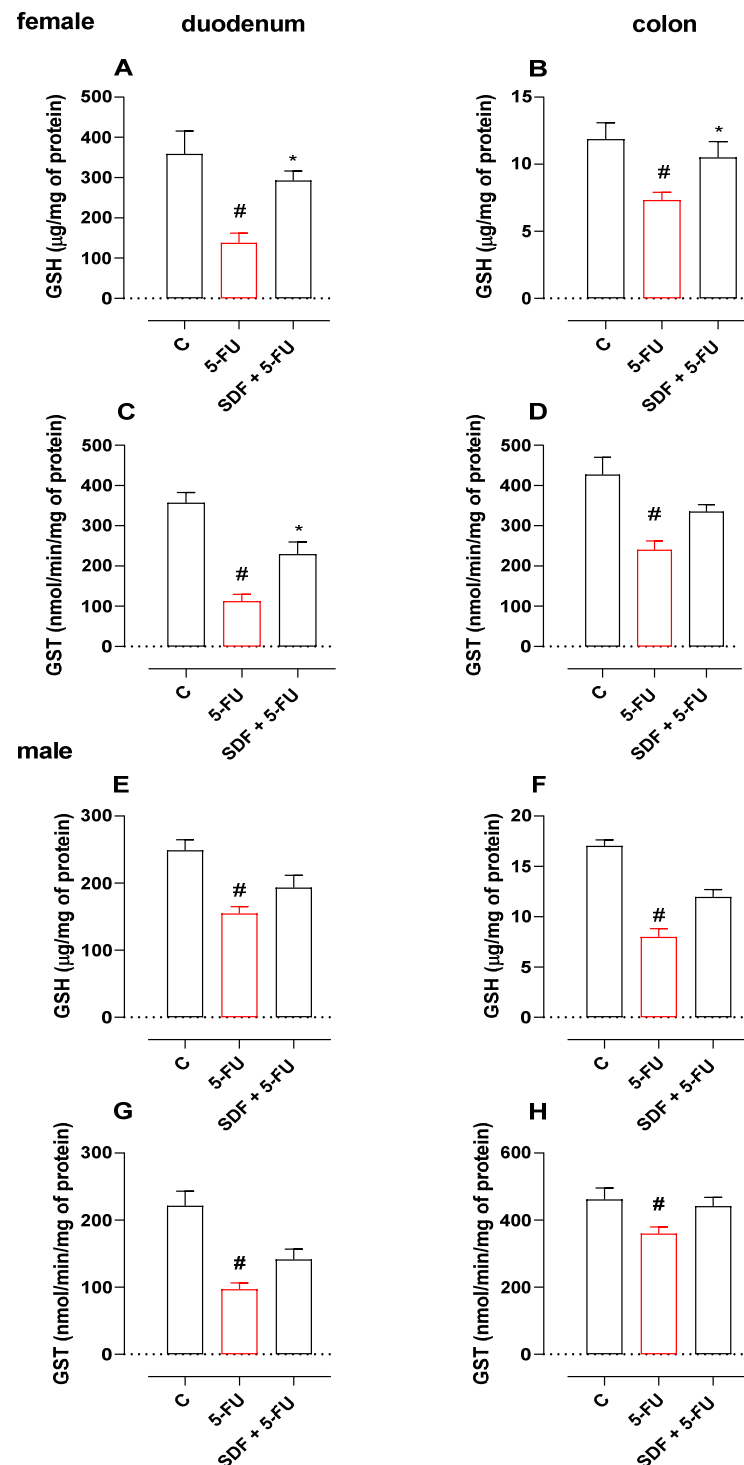 female
duodenum
colon
A
GSH (μg/mg of protein)
500
400
300
200
100
0
#
*
C
5-FU
SDF + 5-FU
B
GSH (μg/mg of protein)
15
10
5
0
#
*
C
5-FU
SDF + 5-FU
C
GST (nmol/min/mg of protein)
500
400
300
200
100
0
#
*
C
5-FU
SDF + 5-FU
D
GST (nmol/min/mg of protein)
500
400
300
200
100
0
#
C
5-FU
SDF + 5-FU
male
E
GSH (μg/mg of protein)
300
200
100
0
#
C
5-FU
SDF + 5-FU
F
GSH (μg/mg of protein)
20
15
10
5
0
#
C
5-FU
SDF + 5-FU
G
GST (nmol/min/mg of protein)
300
200
100
0
#
C
5-FU
SDF + 5-FU
H
GST (nmol/min/mg of protein)
600
400
200
0
#
C
5-FU
SDF + 5-FU